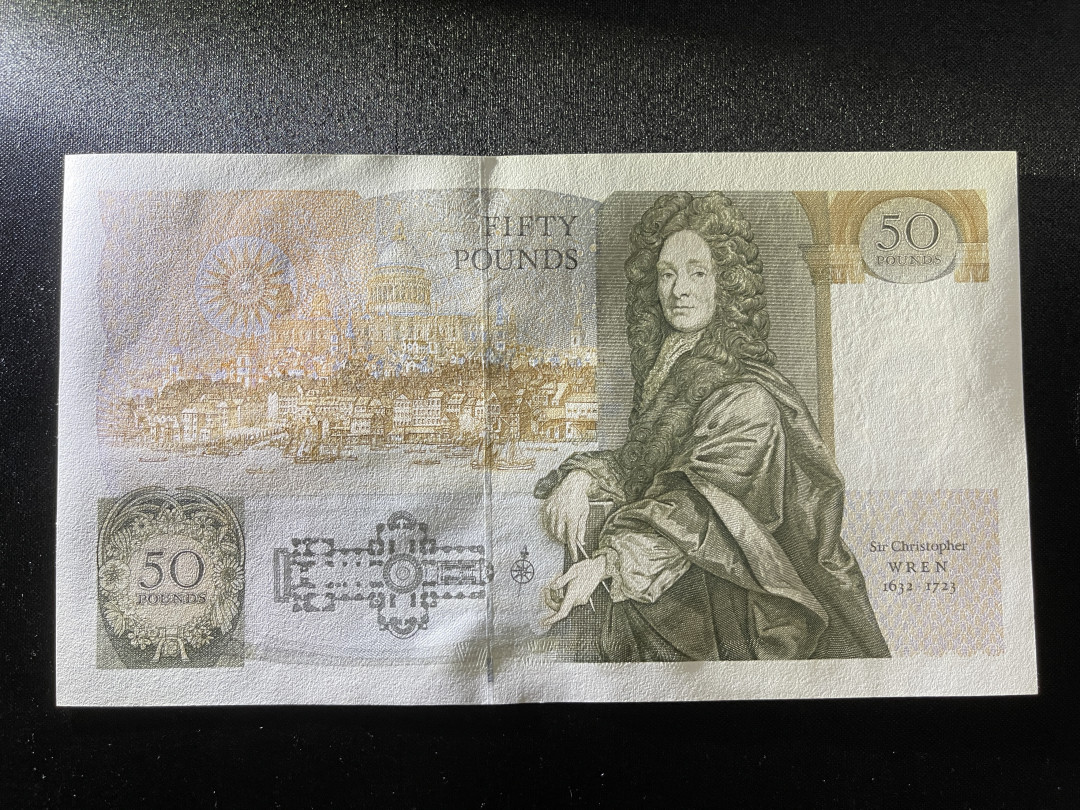 FIFTY
POUNDS
50
POUNDS
50
POUNDS
Sir Christopher
WREN
1632-1723